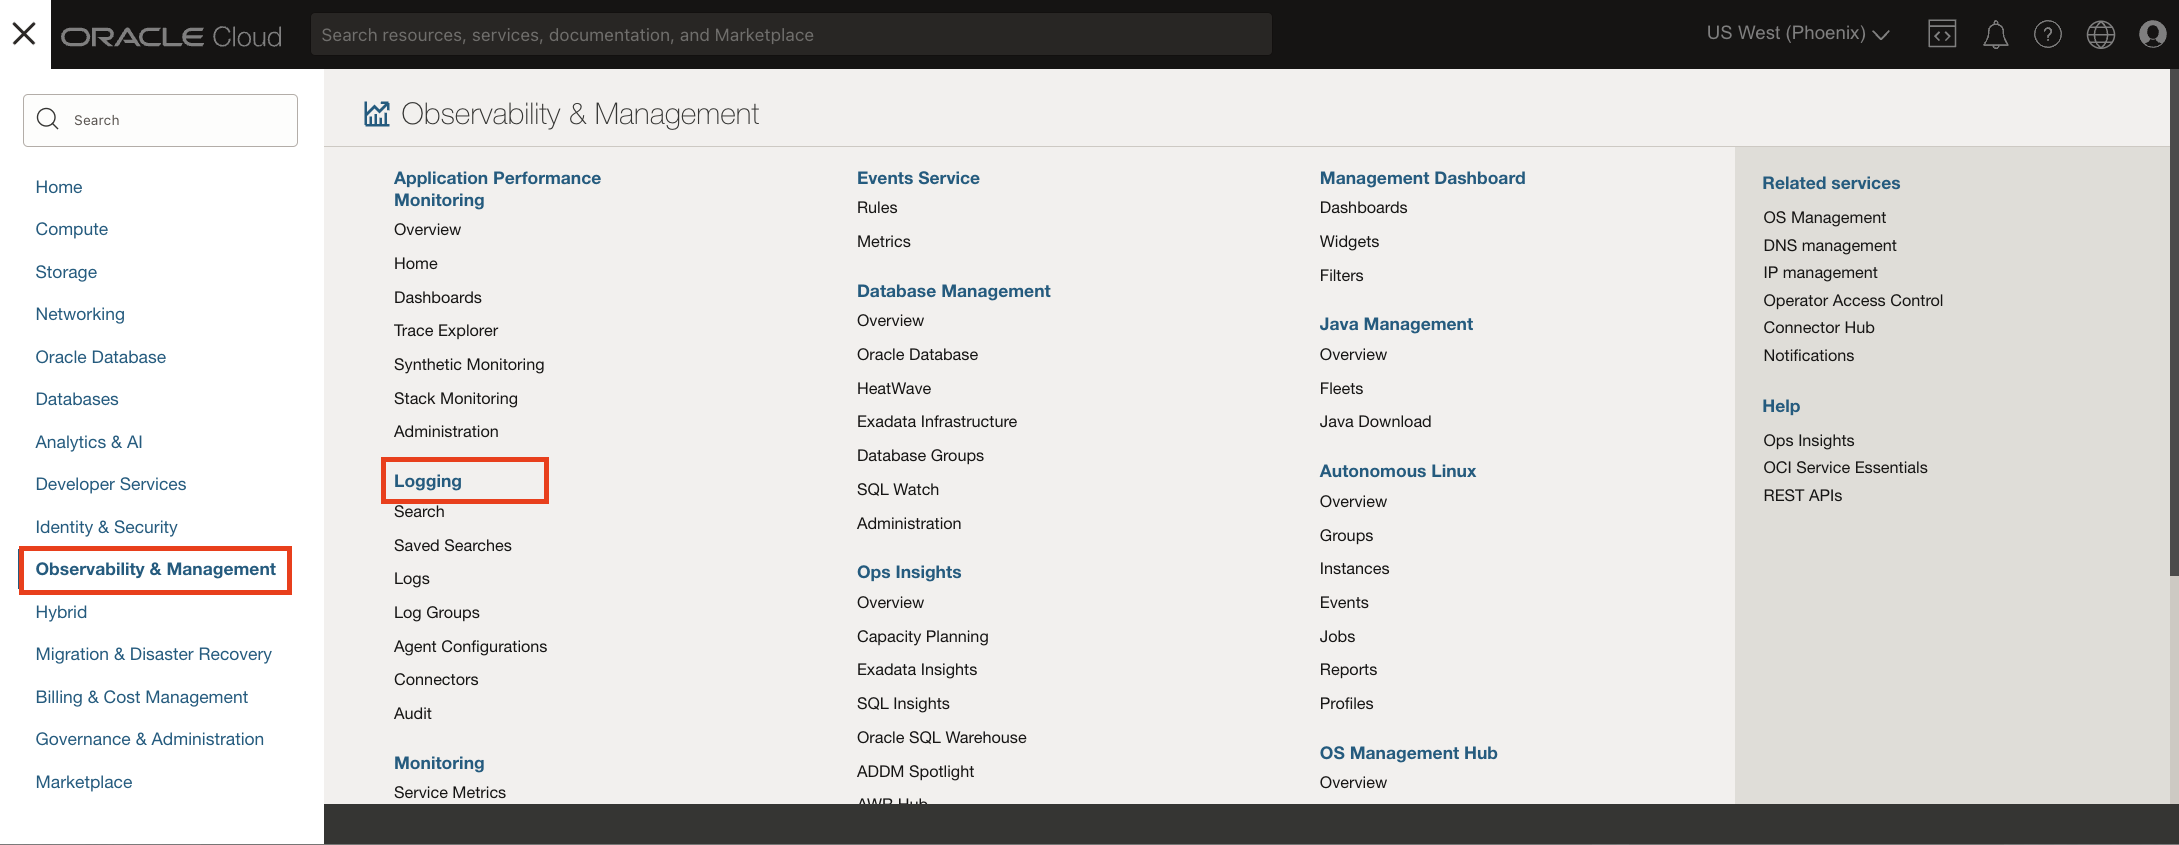 ORACLE Cloud
Search resources, services, documentation, and Marketplace
US West (Phoenix)
Search
Home
Compute
Storage
Networking
Oracle Database
Databases
Analytics & AI
Developer Services
Identity & Security
Observability & Management
Hybrid
Migration & Disaster Recovery
Billing & Cost Management
Governance & Administration
Marketplace
Observability & Management
Application Performance
Monitoring
Overview
Home
Dashboards
Trace Explorer
Synthetic Monitoring
Stack Monitoring
Administration
Logging
Search
Saved Searches
Logs
Log Groups
Agent Configurations
Connectors
Audit
Monitoring
Service Metrics
Events Service
Rules
Metrics
Database Management
Overview
Oracle Database
HeatWave
Exadata Infrastructure
Database Groups
SQL Watch
Administration
Ops Insights
Overview
Capacity Planning
Exadata Insights
SQL Insights
Oracle SQL Warehouse
ADDM Spotlight
AWR Hub
Management Dashboard
Dashboards
Widgets
Filters
Java Management
Overview
Fleets
Java Download
Autonomous Linux
Overview
Groups
Instances
Events
Jobs
Reports
Profiles
OS Management Hub
Overview
Related services
OS Management
DNS management
IP management
Operator Access Control
Connector Hub
Notifications
Help
Ops Insights
OCI Service Essentials
REST APIs